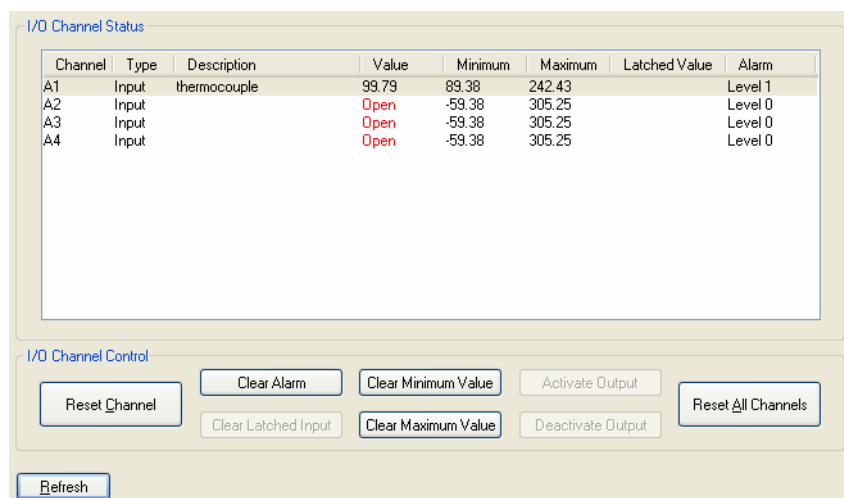 I/O Channel Status
Channel Type Description Value Minimum Maximum Latched Value Alarm
A1 Input thermocouple 99.79 89.38 242.43 Level 1
A2 Input Open -59.38 305.25 Level 0
A3 Input Open -59.38 305.25 Level 0
A4 Input Open -59.38 305.25 Level 0
I/O Channel Control
Reset Channel
Clear Alarm
Clear Minimum Value
Activate Output
Reset All Channels
Clear Latched Input
Clear Maximum Value
Deactivate Output
Refresh